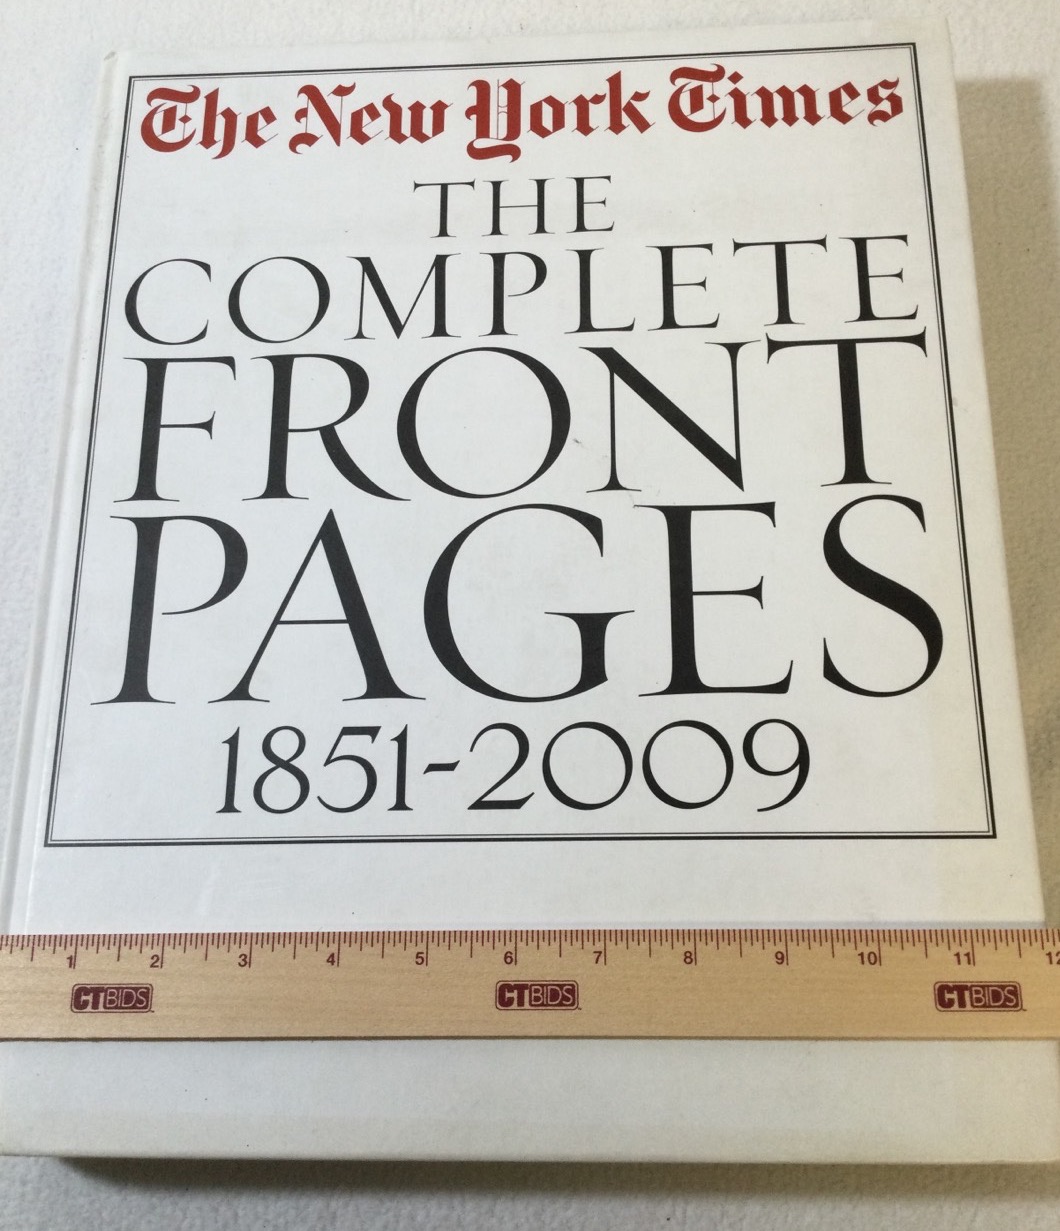 The New York Times
THE
COMPLETE
FRONT
PAGES
1851-2009
1 2 3 4 5 6 7 8 9 10 11 12
CTBIDS CTBIDS CTBIDS